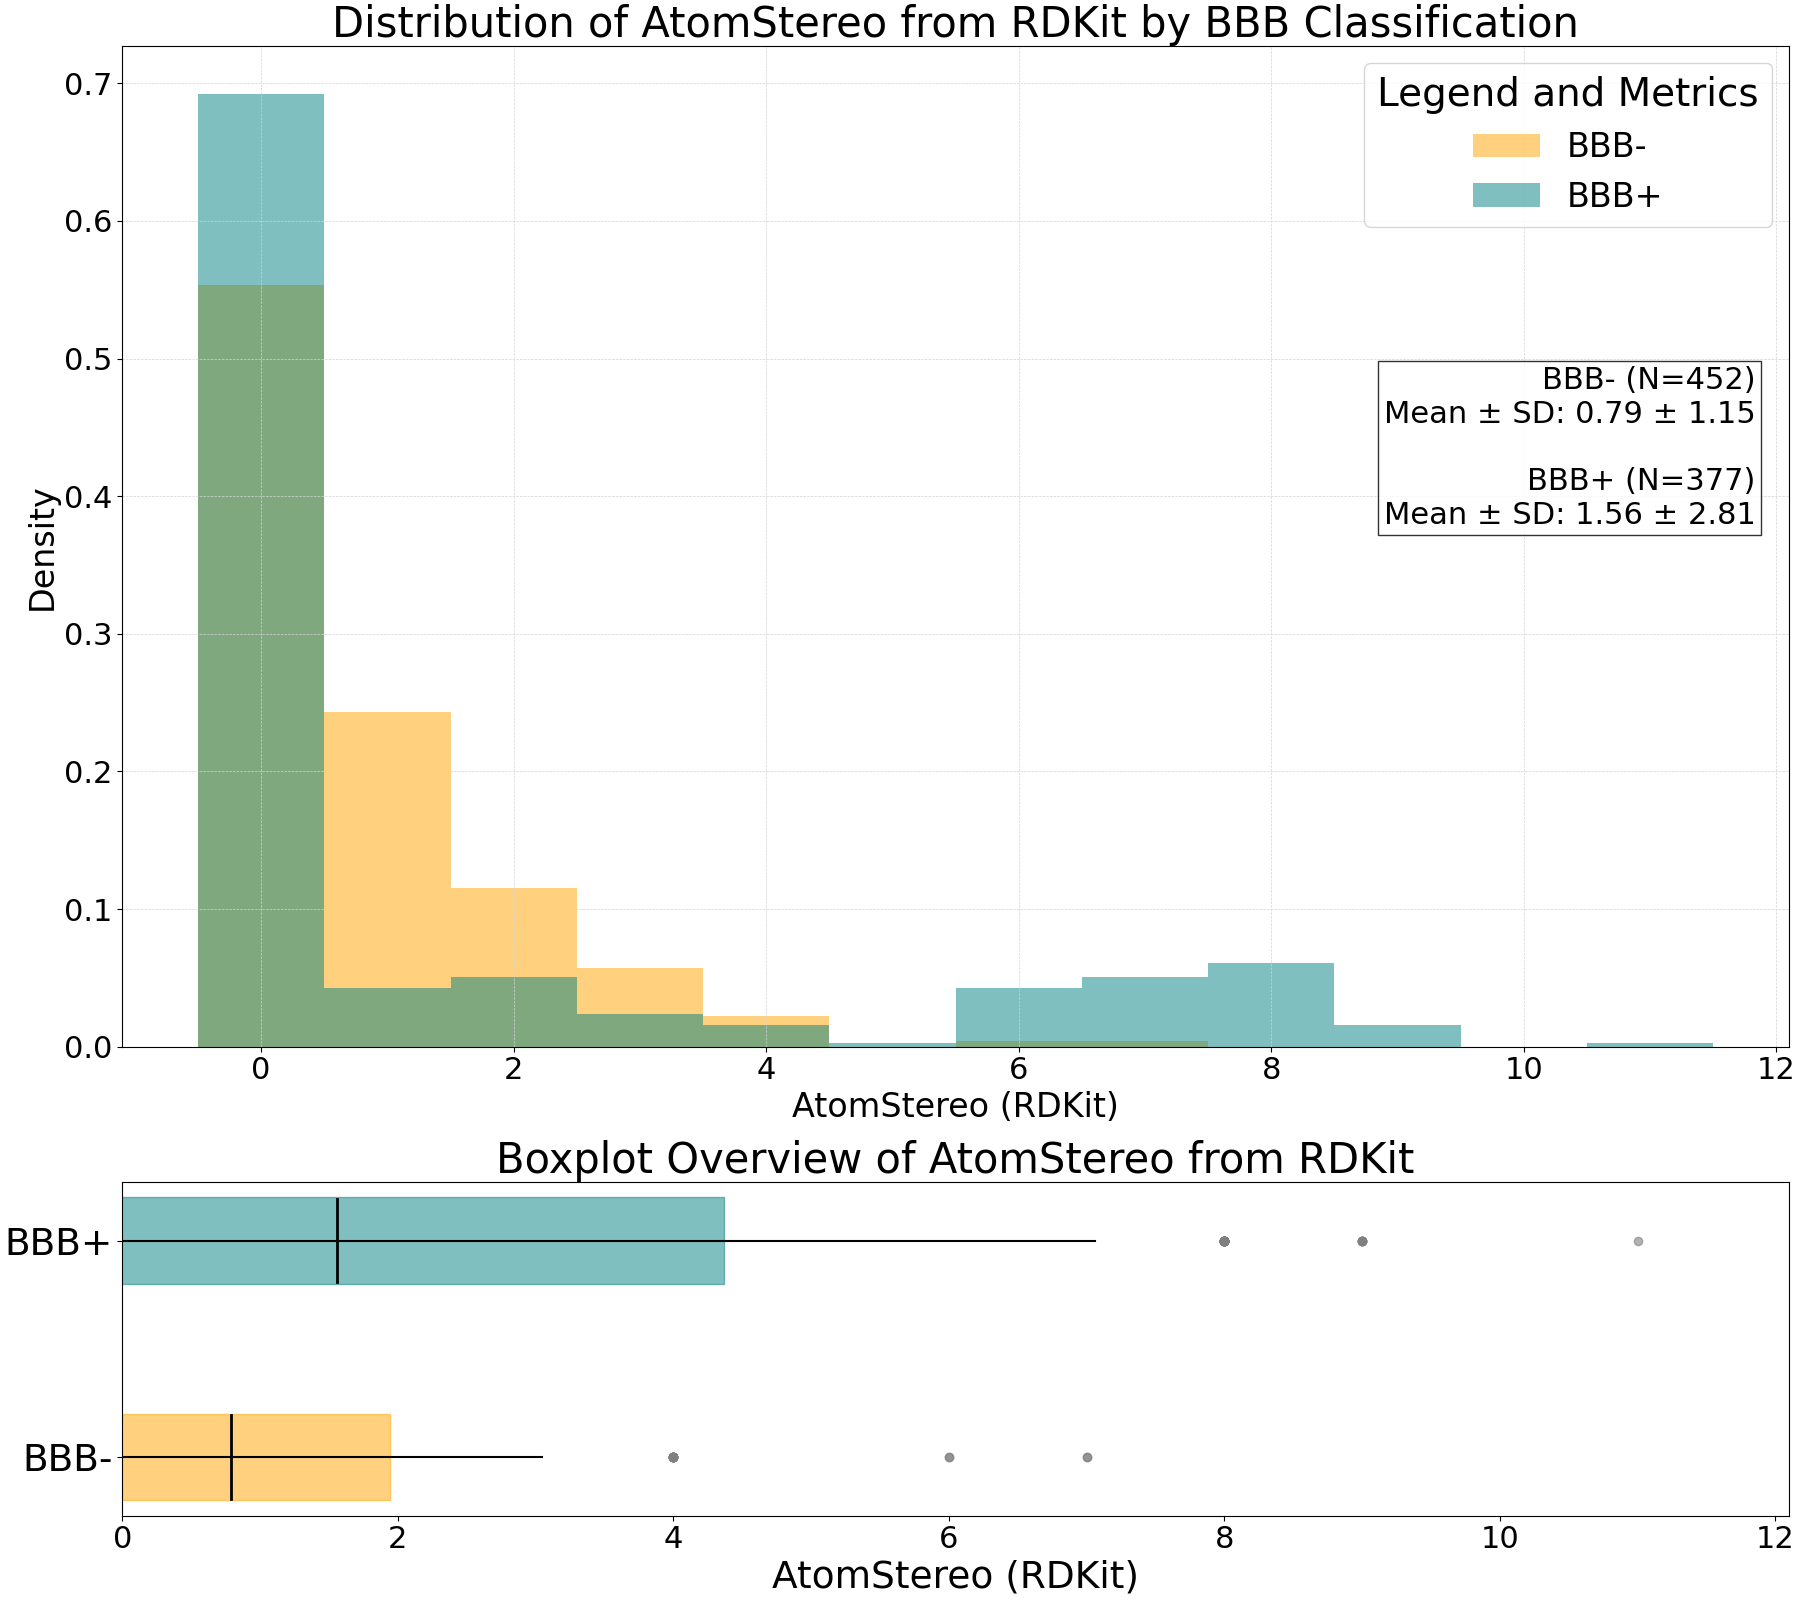 Distribution of AtomStereo from RDKit by BBB Classification
0.7
0.6
0.5
0.4
0.3
0.2
0.1
0.0
Density
Legend and Metrics
BBB-
BBB+
BBB- (N=452)
Mean ± SD: 0.79 ± 1.15
BBB+ (N=377)
Mean ± SD: 1.56 ± 2.81
0 2 4 6 8 10 12
AtomStereo (RDKit)
Boxplot Overview of AtomStereo from RDKit
BBB+
BBB-
0 2 4 6 8 10 12
AtomStereo (RDKit)